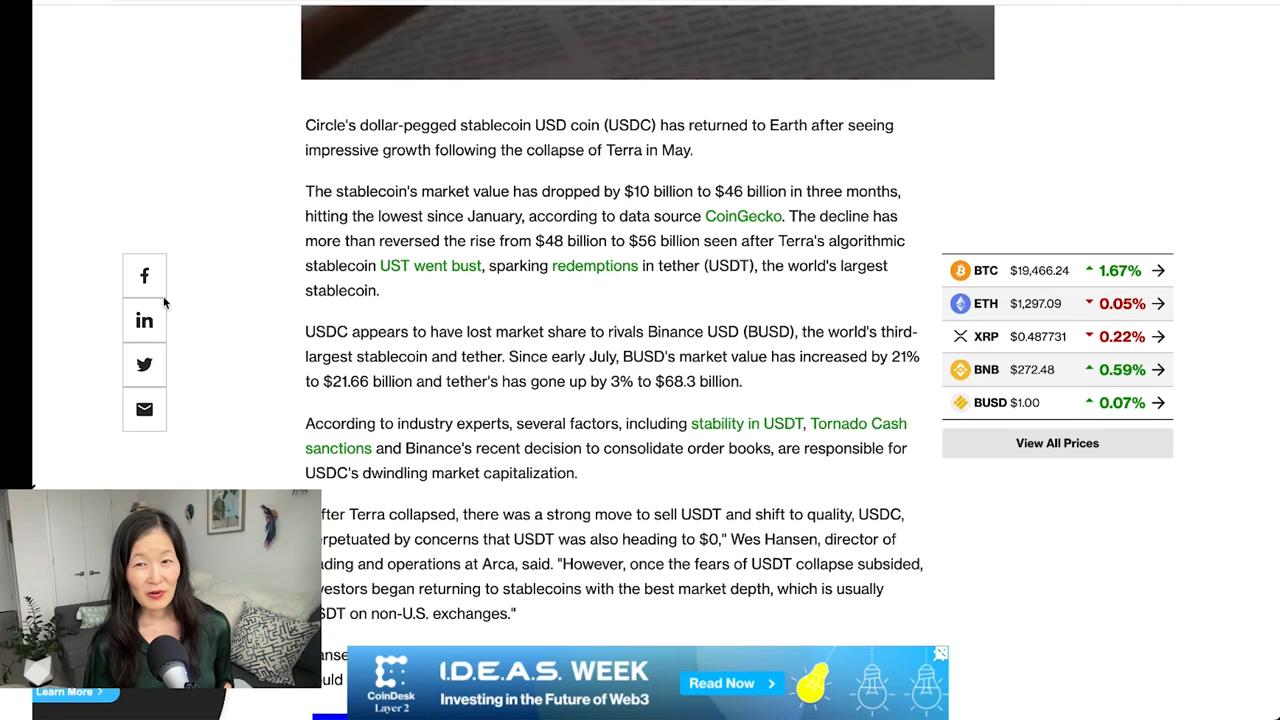 Circle's dollar-pegged stablecoin USD coin (USDC) has returned to Earth after seeing
impressive growth following the collapse of Terra in May.
The stablecoin's market value has dropped by $10 billion to $46 billion in three months,
hitting the lowest since January, according to data source CoinGecko. The decline has
more than reversed the rise from $48 billion to $56 billion seen after Terra's algorithmic
stablecoin UST went bust, sparking redemptions in tether (USDT), the world's largest
stablecoin.
USDC appears to have lost market share to rivals Binance USD (BUSD), the world's third-
largest stablecoin and tether. Since early July, BUSD's market value has increased by 21%
to $21.66 billion and tether's has gone up by 3% to $68.3 billion.
According to industry experts, several factors, including stability in USDT, Tornado Cash
sanctions and Binance's recent decision to consolidate order books, are responsible for
USDC's dwindling market capitalization.
fter Terra collapsed, there was a strong move to sell USDT and shift to quality, USDC,
erpetuated by concerns that USDT was also heading to $0," Wes Hansen, director of
ading and operations at Arca, said. "However, once the fears of USDT collapse subsided,
vestors began returning to stablecoins with the best market depth, which is usually
SDT on non-U.S. exchanges."
anse
ould
f
in
BTC $19,466.24 1.67%
ETH $1,297.09 0.05%
XRP $0.487731 0.22%
BNB $272.48 0.59%
BUSD $1.00 0.07%
View All Prices
Learn More >
CoinDesk
Layer 2
I.D.E.A.S. WEEK
Investing in the Future of Web3
Read Now >